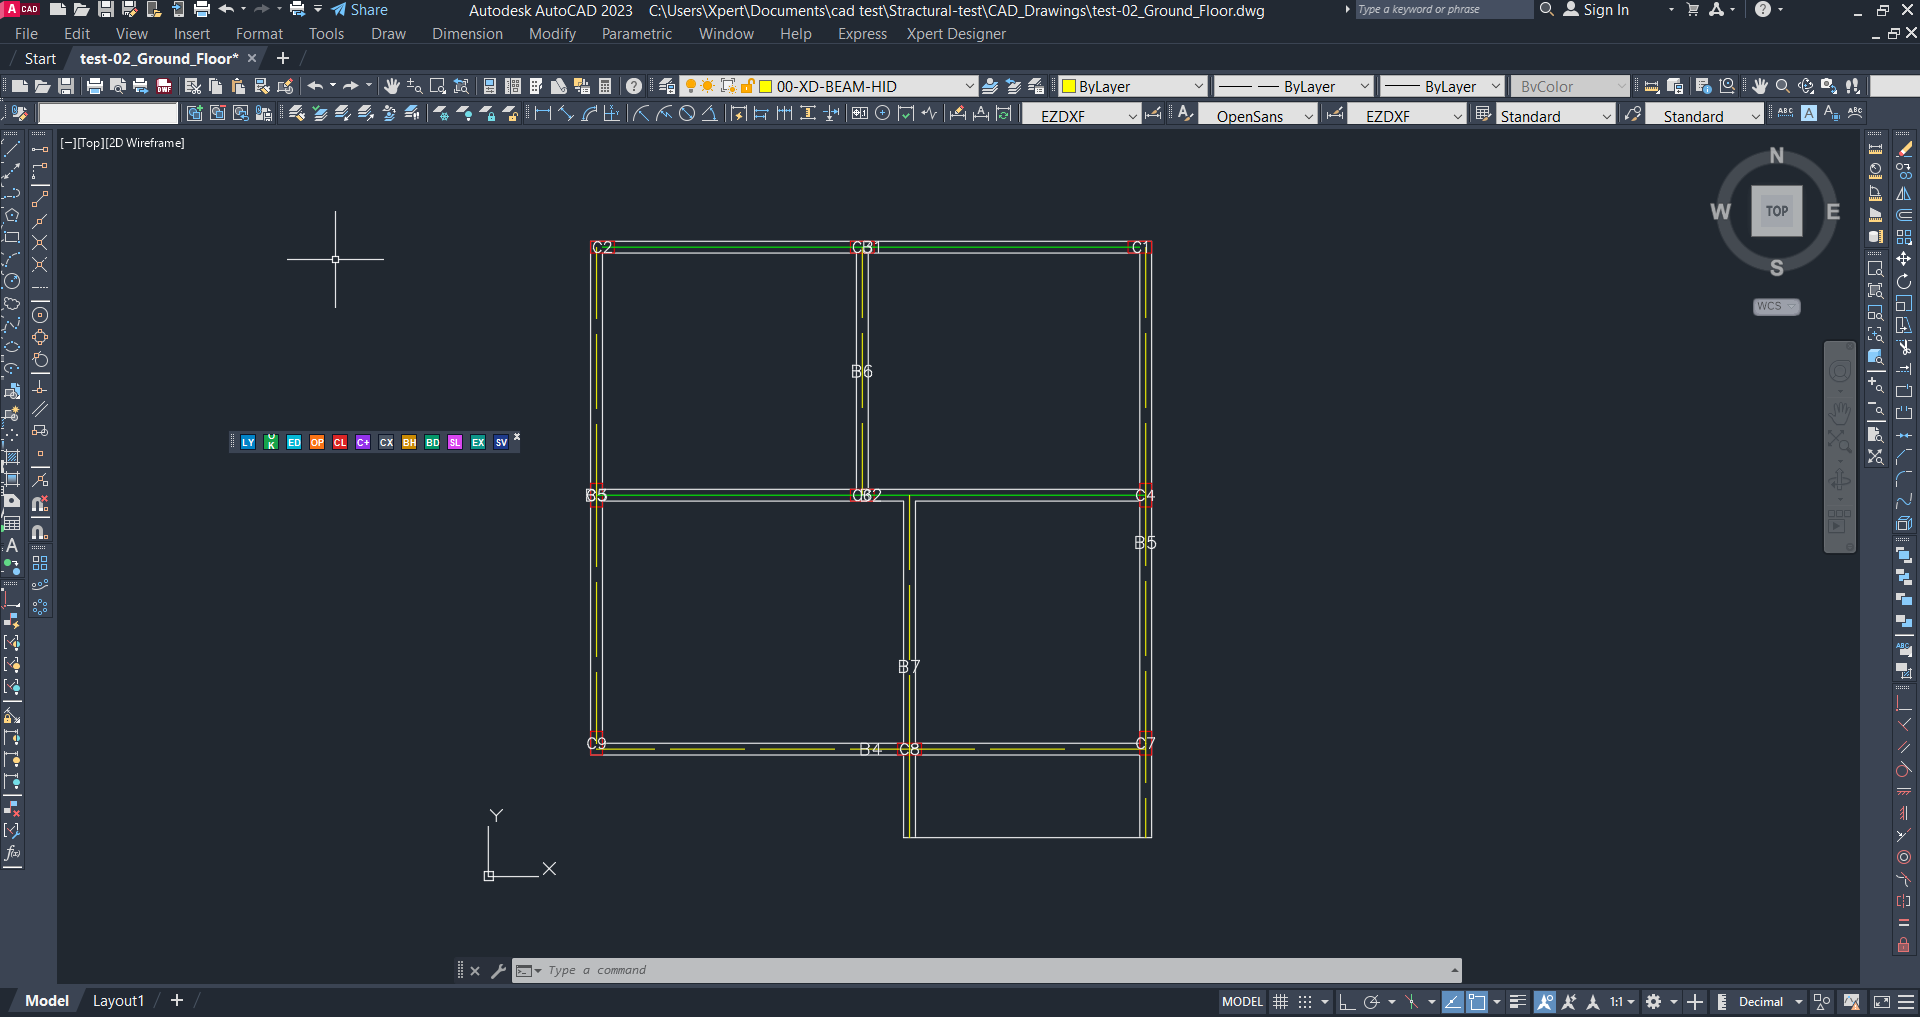 A CAD
Share
Autodesk AutoCAD 2023 C:\Users\Xpert\Documents\cad test\Stractural-test\CAD_Drawings\test-02_Ground_Floor.dwg
Type a keyword or phrase
Sign In
File Edit View Insert Format Tools Draw Dimension Modify Parametric Window Help Express Xpert Designer
Start test-02_Ground_Floor*
00-XD-BEAM-HID ByLayer ByLayer ByLayer ByColor
EZDXF OpenSans EZDXF Standard Standard
[−][Top][2D Wireframe]
N
W TOP E
S
WCS
C2 C1
B6
LY UK ED OP CL C+ CX BH BD SL EX SV
C4
B5
B7
C9 C7
B4 C8
Y
X
Type a command
Model Layout1
MODEL 1:1 Decimal